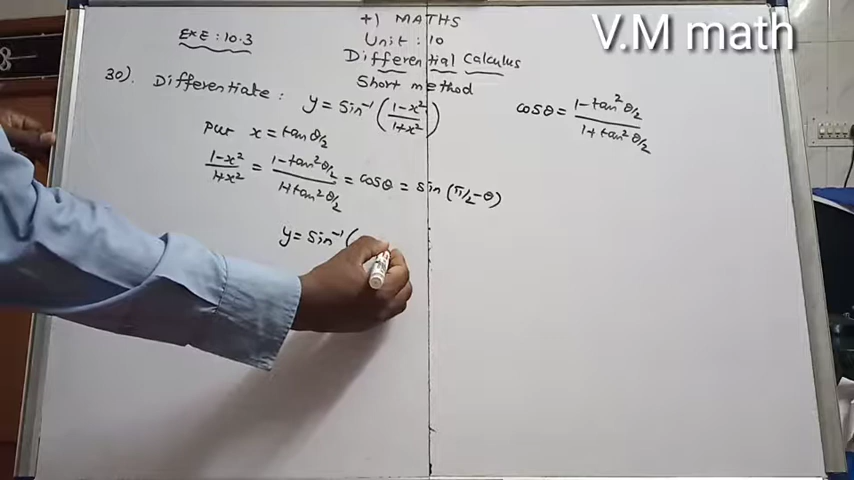 +1 MATHS
V.M Math
EXE: 10.3
Unit: 10
Differential Calculus
Short Method
30). Differentiate: y = sin⁻¹((1-x²)/(1+x²))
cosθ = (1-tan²θ/2)/(1+tan²θ/2)
put x = tan θ/2
(1-x²)/(1+x²) = (1-tan²θ/2)/(1+tan²θ/2) = cosθ = sin(π/2-θ)
y = sin⁻¹(